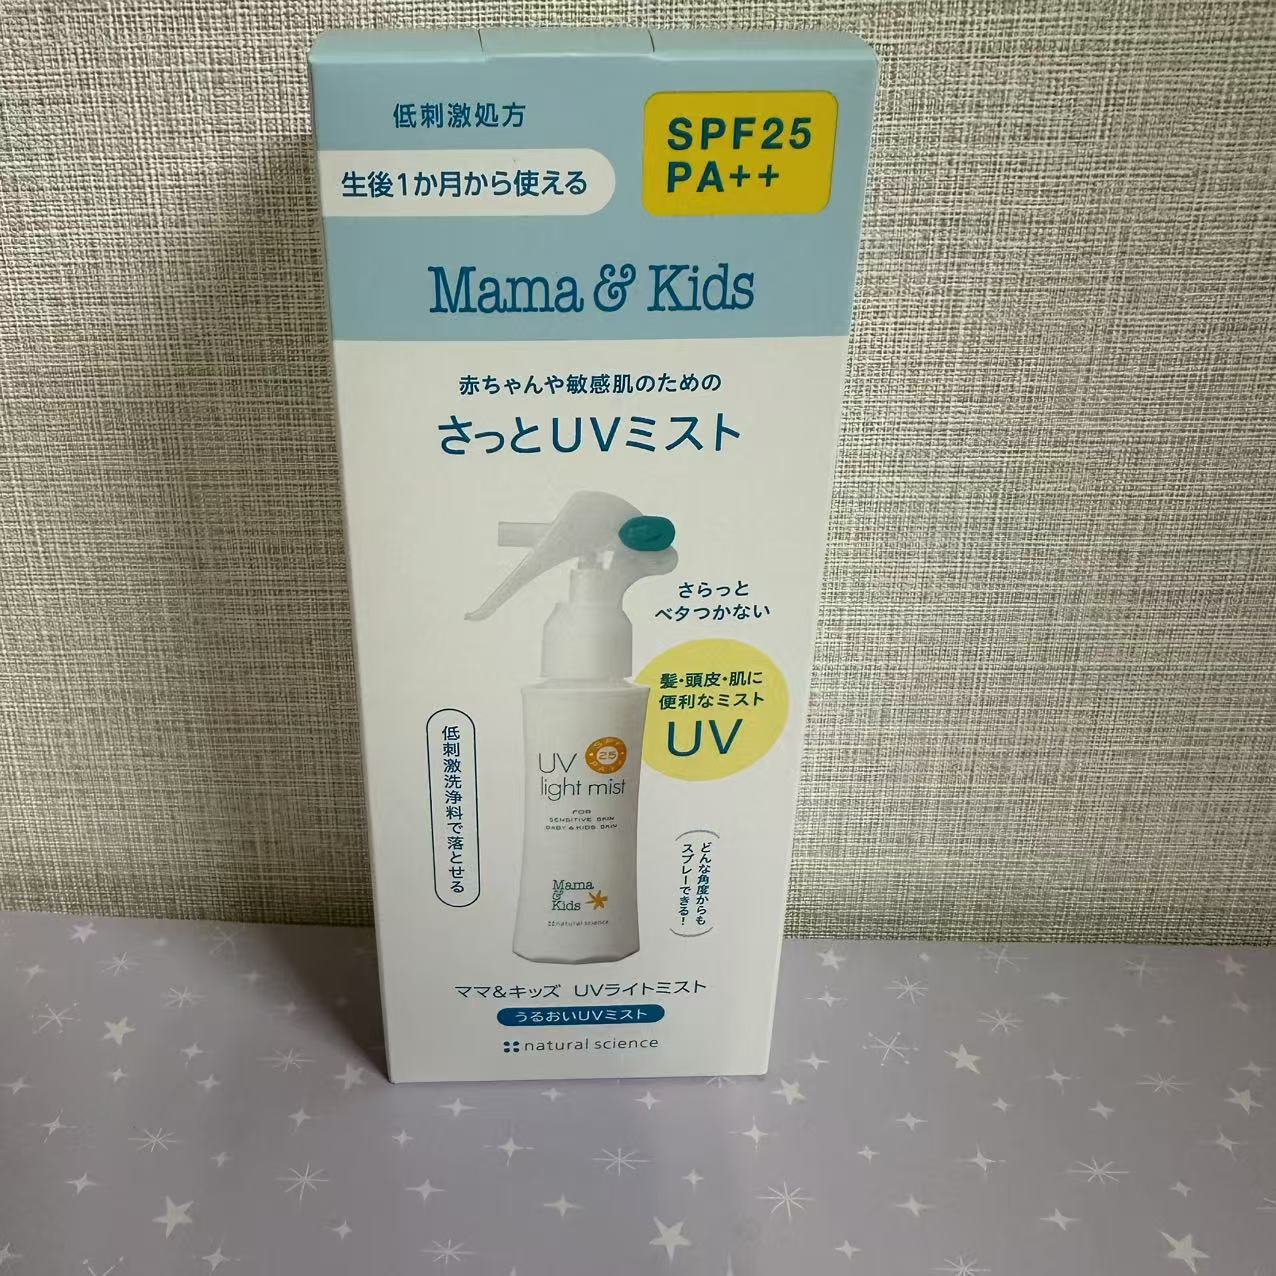 低刺激処方
生後1か月から使える
SPF25
PA++
Mama & Kids
赤ちゃんや敏感肌のための
さっとUVミスト
さらっと
ベタつかない
髪・頭皮・肌に
便利なミスト
UV
低刺激洗浄料で落とせる
UV
light mist
SPF
25
PA++
FOR
SENSITIVE SKIN
BABY & KIDS SKIN
Mama
&
Kids
natural science
どんな角度からも
スプレーできる!
ママ&キッズ UVライトミスト
うるおいUVミスト
natural science